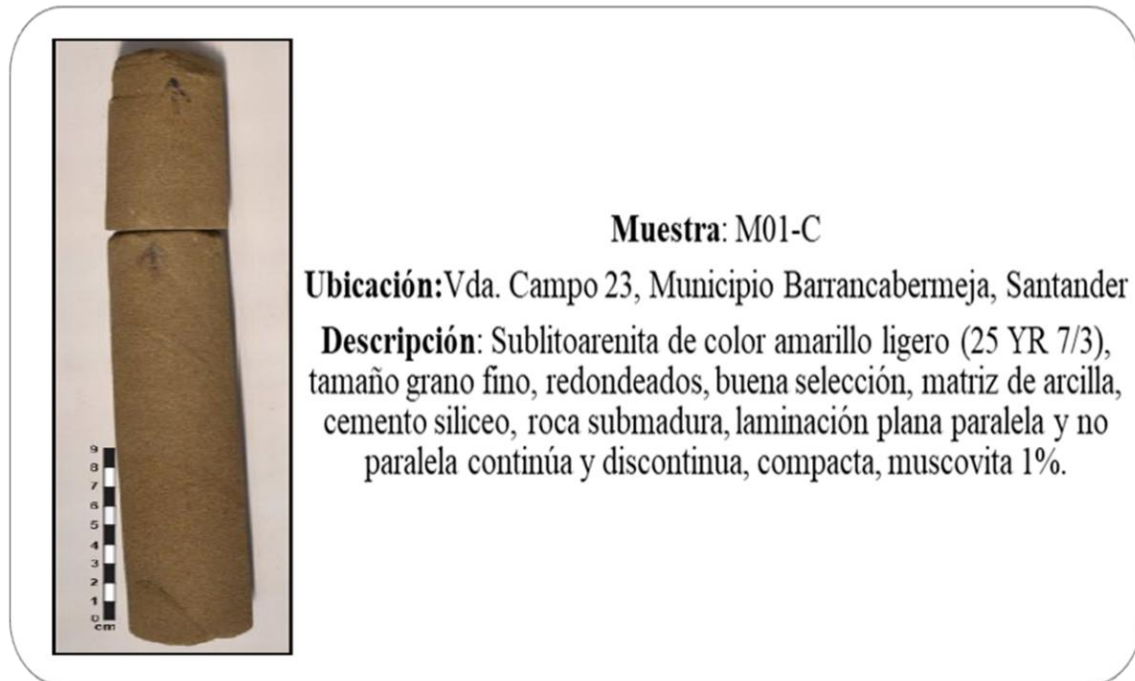 Muestra: M01-C
Ubicación:Vda. Campo 23, Municipio Barrancabermeja, Santander
Descripción: Sublitoarenita de color amarillo ligero (25 YR 7/3),
tamaño grano fino, redondeados, buena selección, matriz de arcilla,
cemento siliceo, roca submadura, laminación plana paralela y no
paralela continúa y discontinua, compacta, muscovita 1%.
9
8
7
6
5
4
3
2
1
0
cm